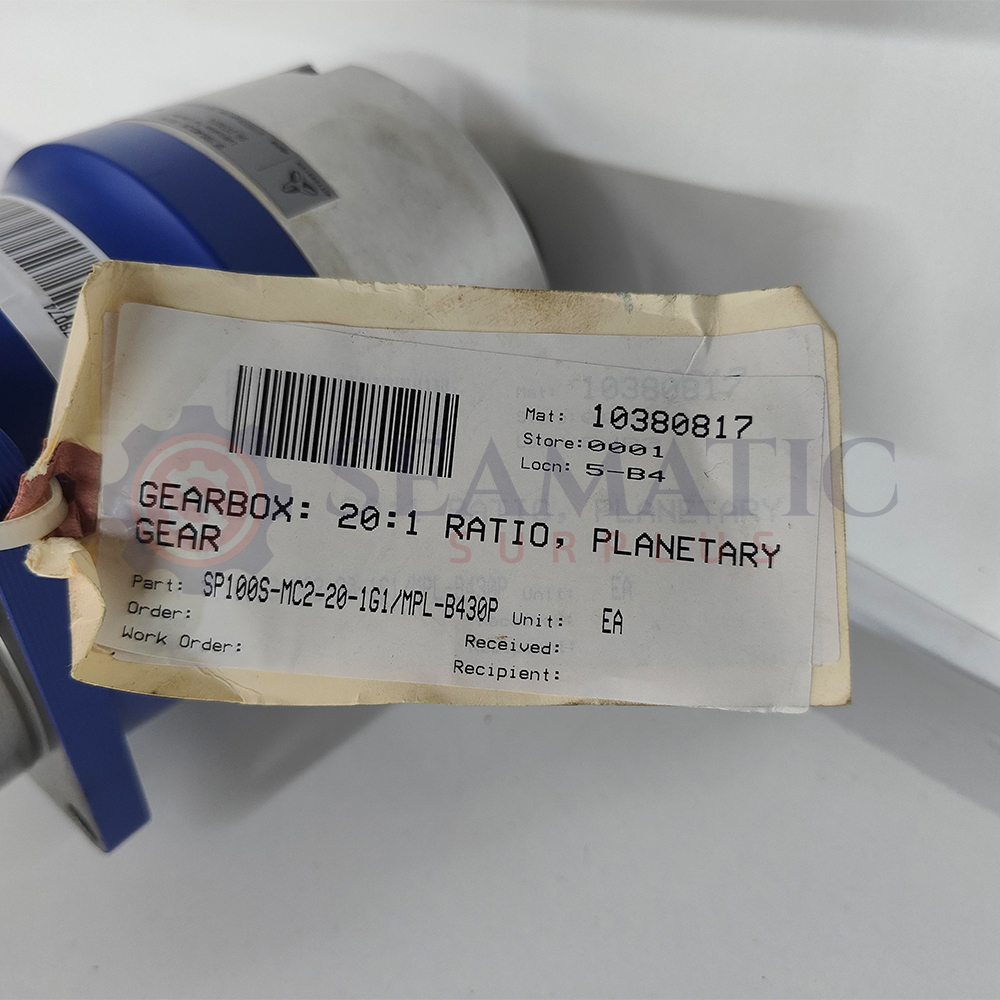 Mat: 10380817
Store: 0001
Locn: 5-B4
GEARBOX: 20:1 RATIO, PLANETARY
GEAR
Part: SP100S-MC2-20-1G1/MPL-B430P Unit: EA
Order: Received:
Work Order: Recipient:
SEAMATIC
SURPLUS